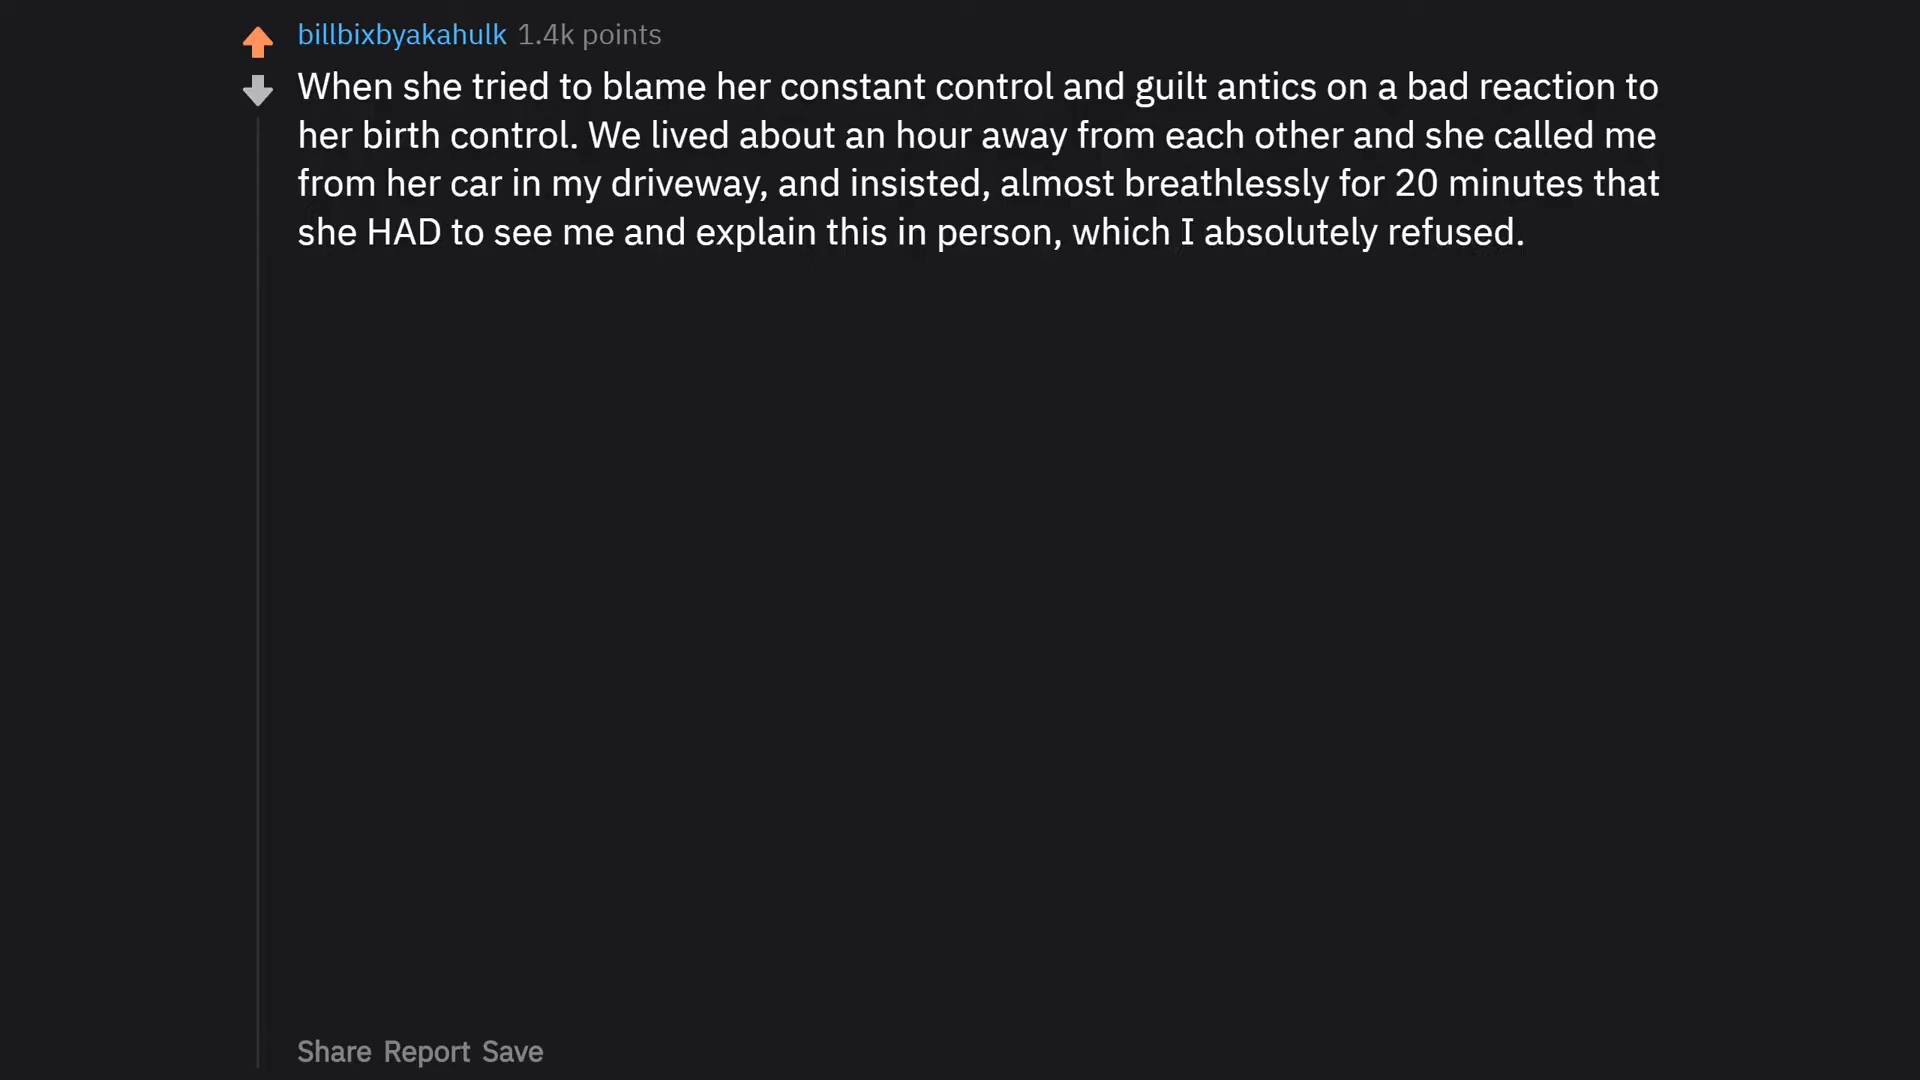 billbixbyakahulk 1.4k points
When she tried to blame her constant control and guilt antics on a bad reaction to
her birth control. We lived about an hour away from each other and she called me
from her car in my driveway, and insisted, almost breathlessly for 20 minutes that
she HAD to see me and explain this in person, which I absolutely refused.
Share Report Save